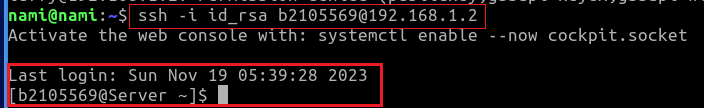 nami@nami:~$ ssh -i id_rsa b2105569@192.168.1.2
Activate the web console with: systemctl enable --now cockpit.socket
Last login: Sun Nov 19 05:39:28 2023
[b2105569@Server ~]$